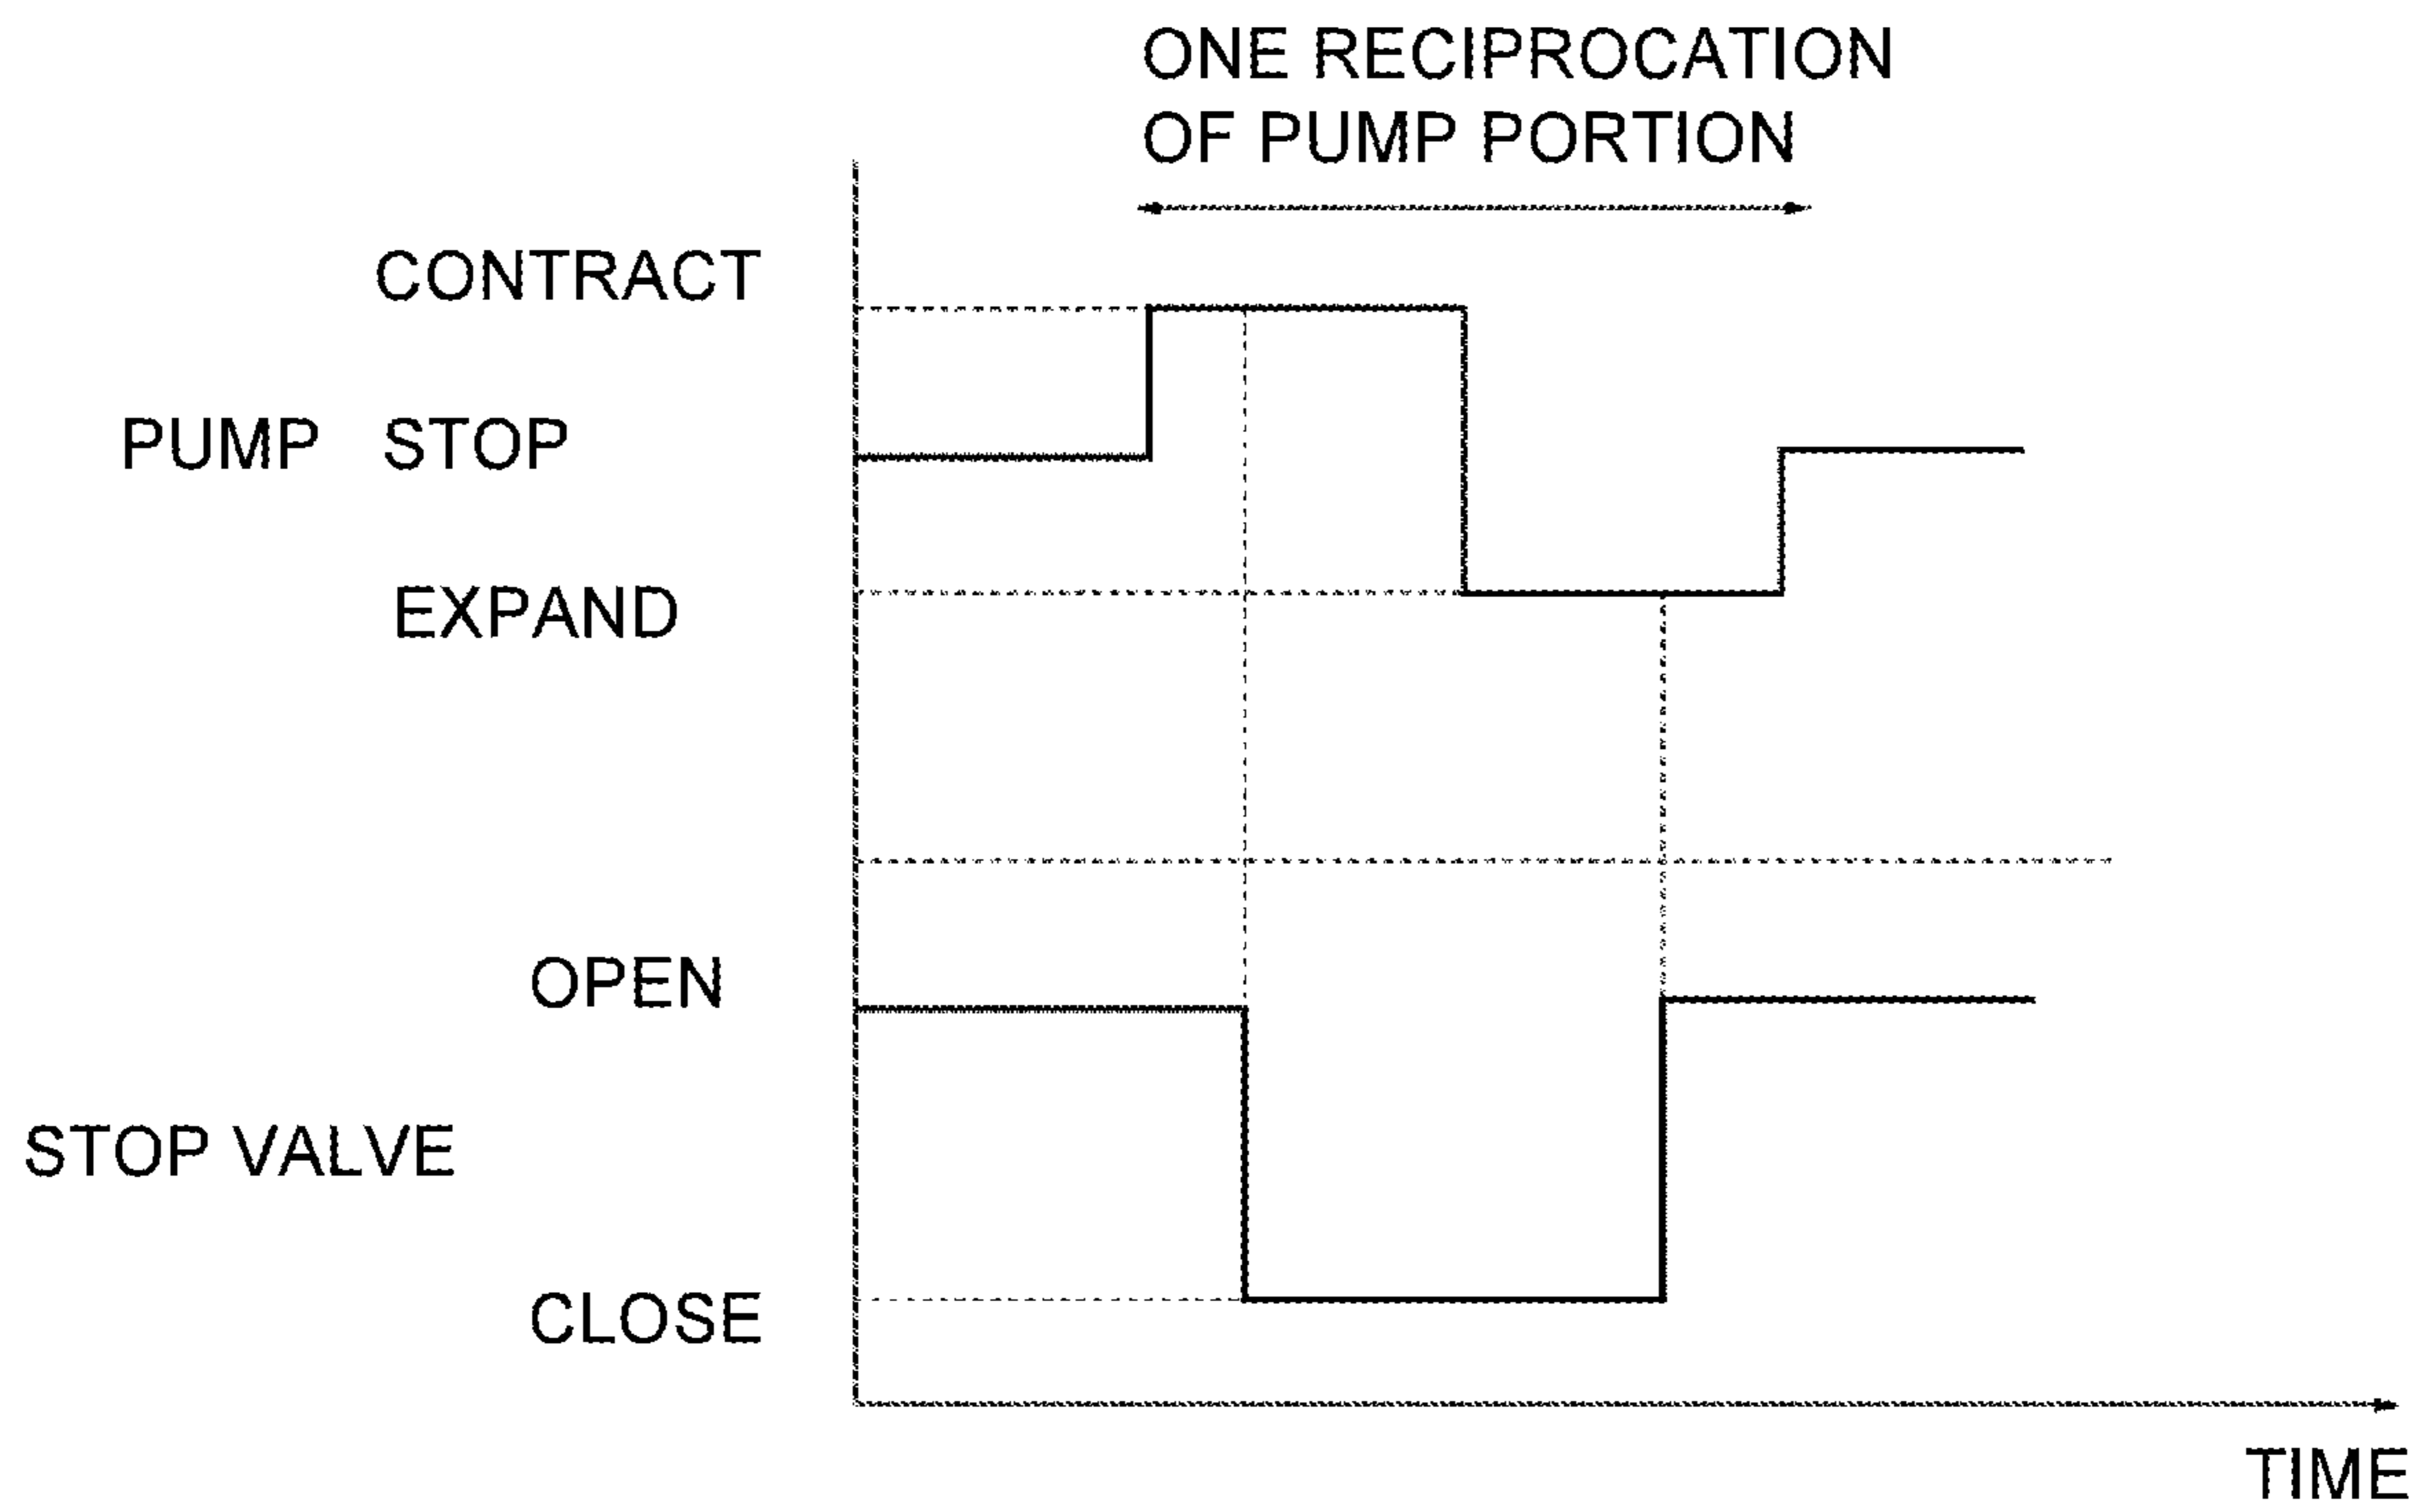 ONE RECIPROCATION
OF PUMP PORTION
CONTRACT
PUMP STOP
EXPAND
OPEN
STOP VALVE
CLOSE
TIME